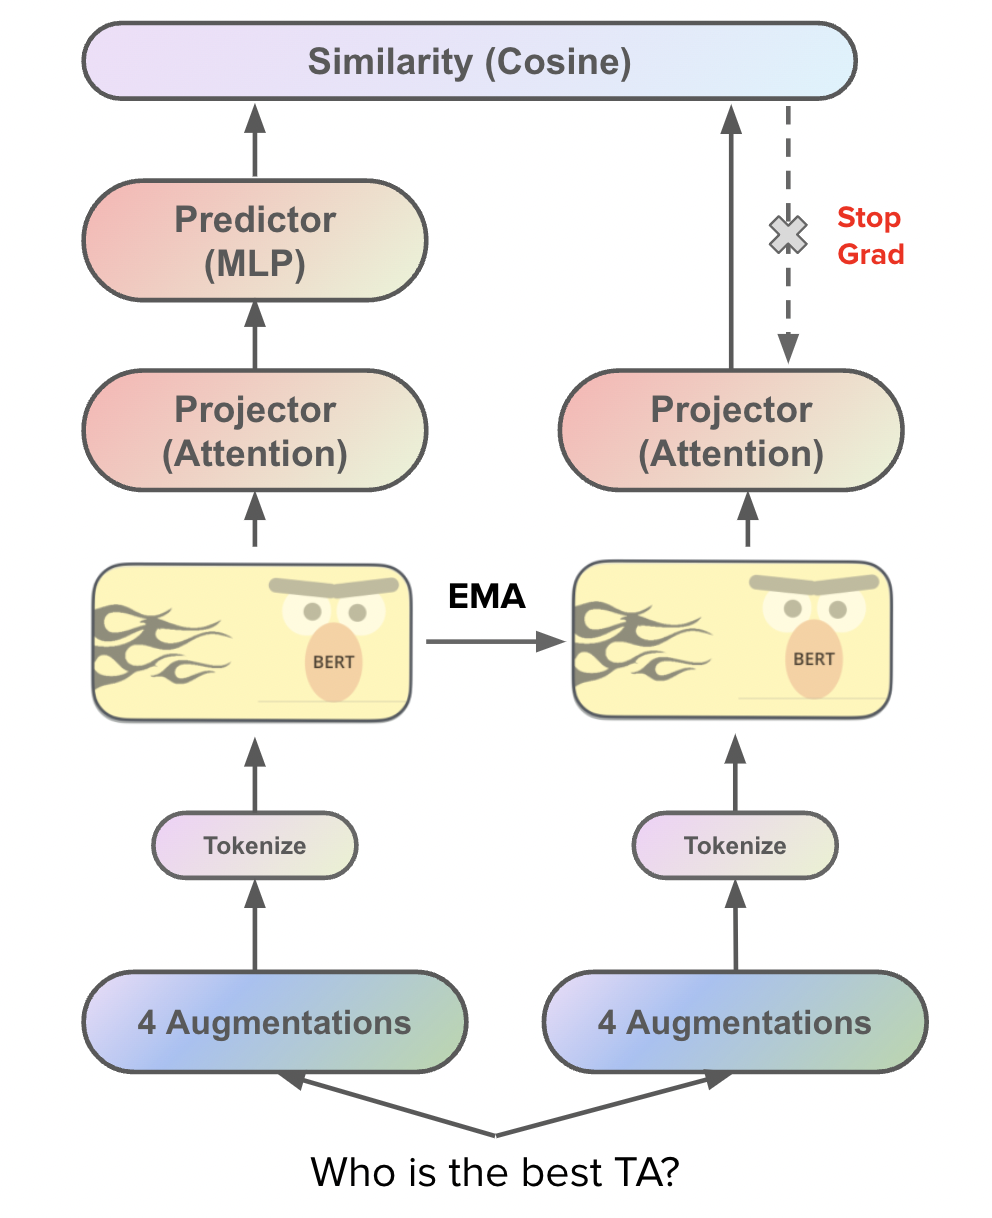 Similarity (Cosine)
Predictor
(MLP)
Stop
Grad
Projector
(Attention)
Projector
(Attention)
EMA
BERT
BERT
Tokenize
Tokenize
4 Augmentations
4 Augmentations
Who is the best TA?